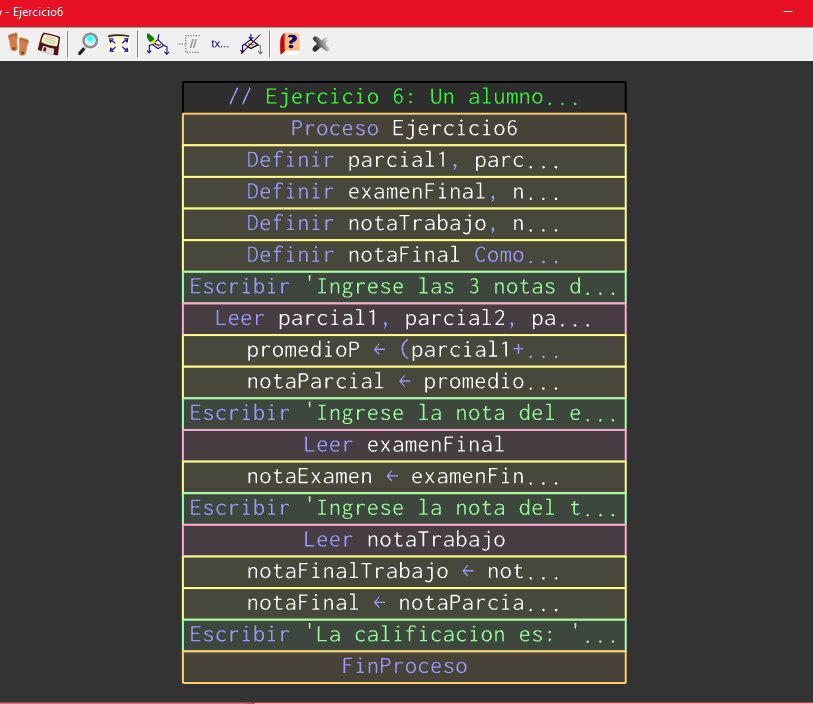 - Ejercicio6
tx...
// Ejercicio 6: Un alumno...
Proceso Ejercicio6
Definir parcial1, parc...
Definir examenFinal, n...
Definir notaTrabajo, n...
Definir notaFinal Como...
Escribir 'Ingrese las 3 notas d...
Leer parcial1, parcial2, pa...
promedioP ← (parcial1+...
notaParcial ← promedio...
Escribir 'Ingrese la nota del e...
Leer examenFinal
notaExamen ← examenFin...
Escribir 'Ingrese la nota del t...
Leer notaTrabajo
notaFinalTrabajo ← not...
notaFinal ← notaParcia...
Escribir 'La calificacion es: '...
FinProceso